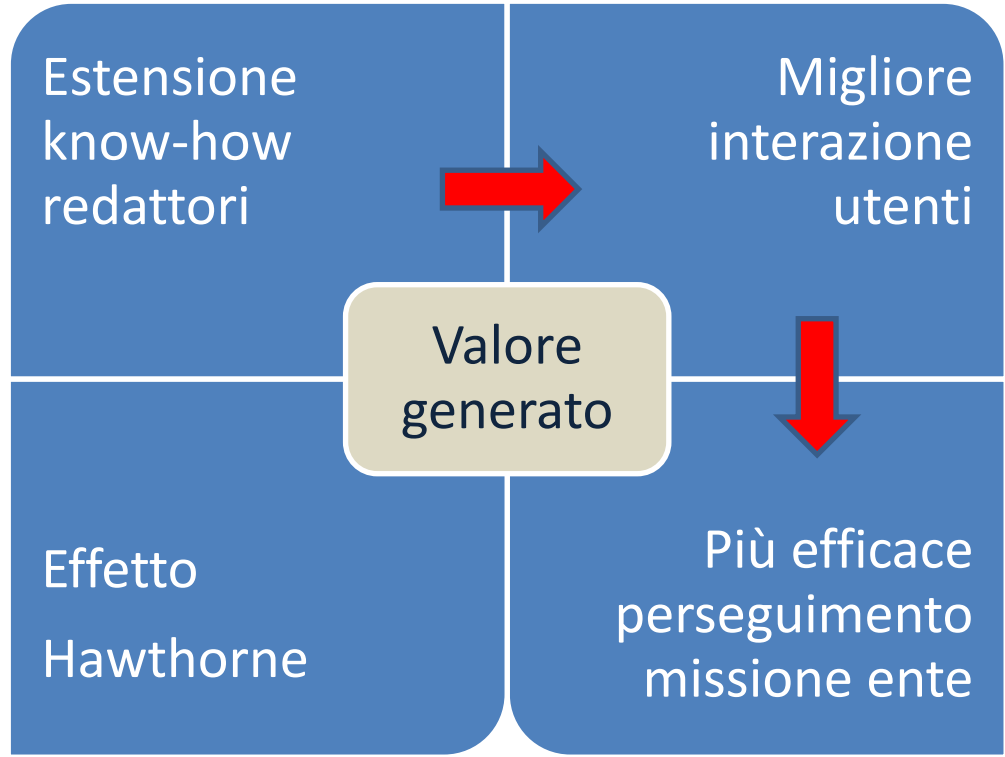 Estensione
know-how
redattori
Migliore
interazione
utenti
Valore
generato
Effetto
Hawthorne
Più efficace
perseguimento
missione ente